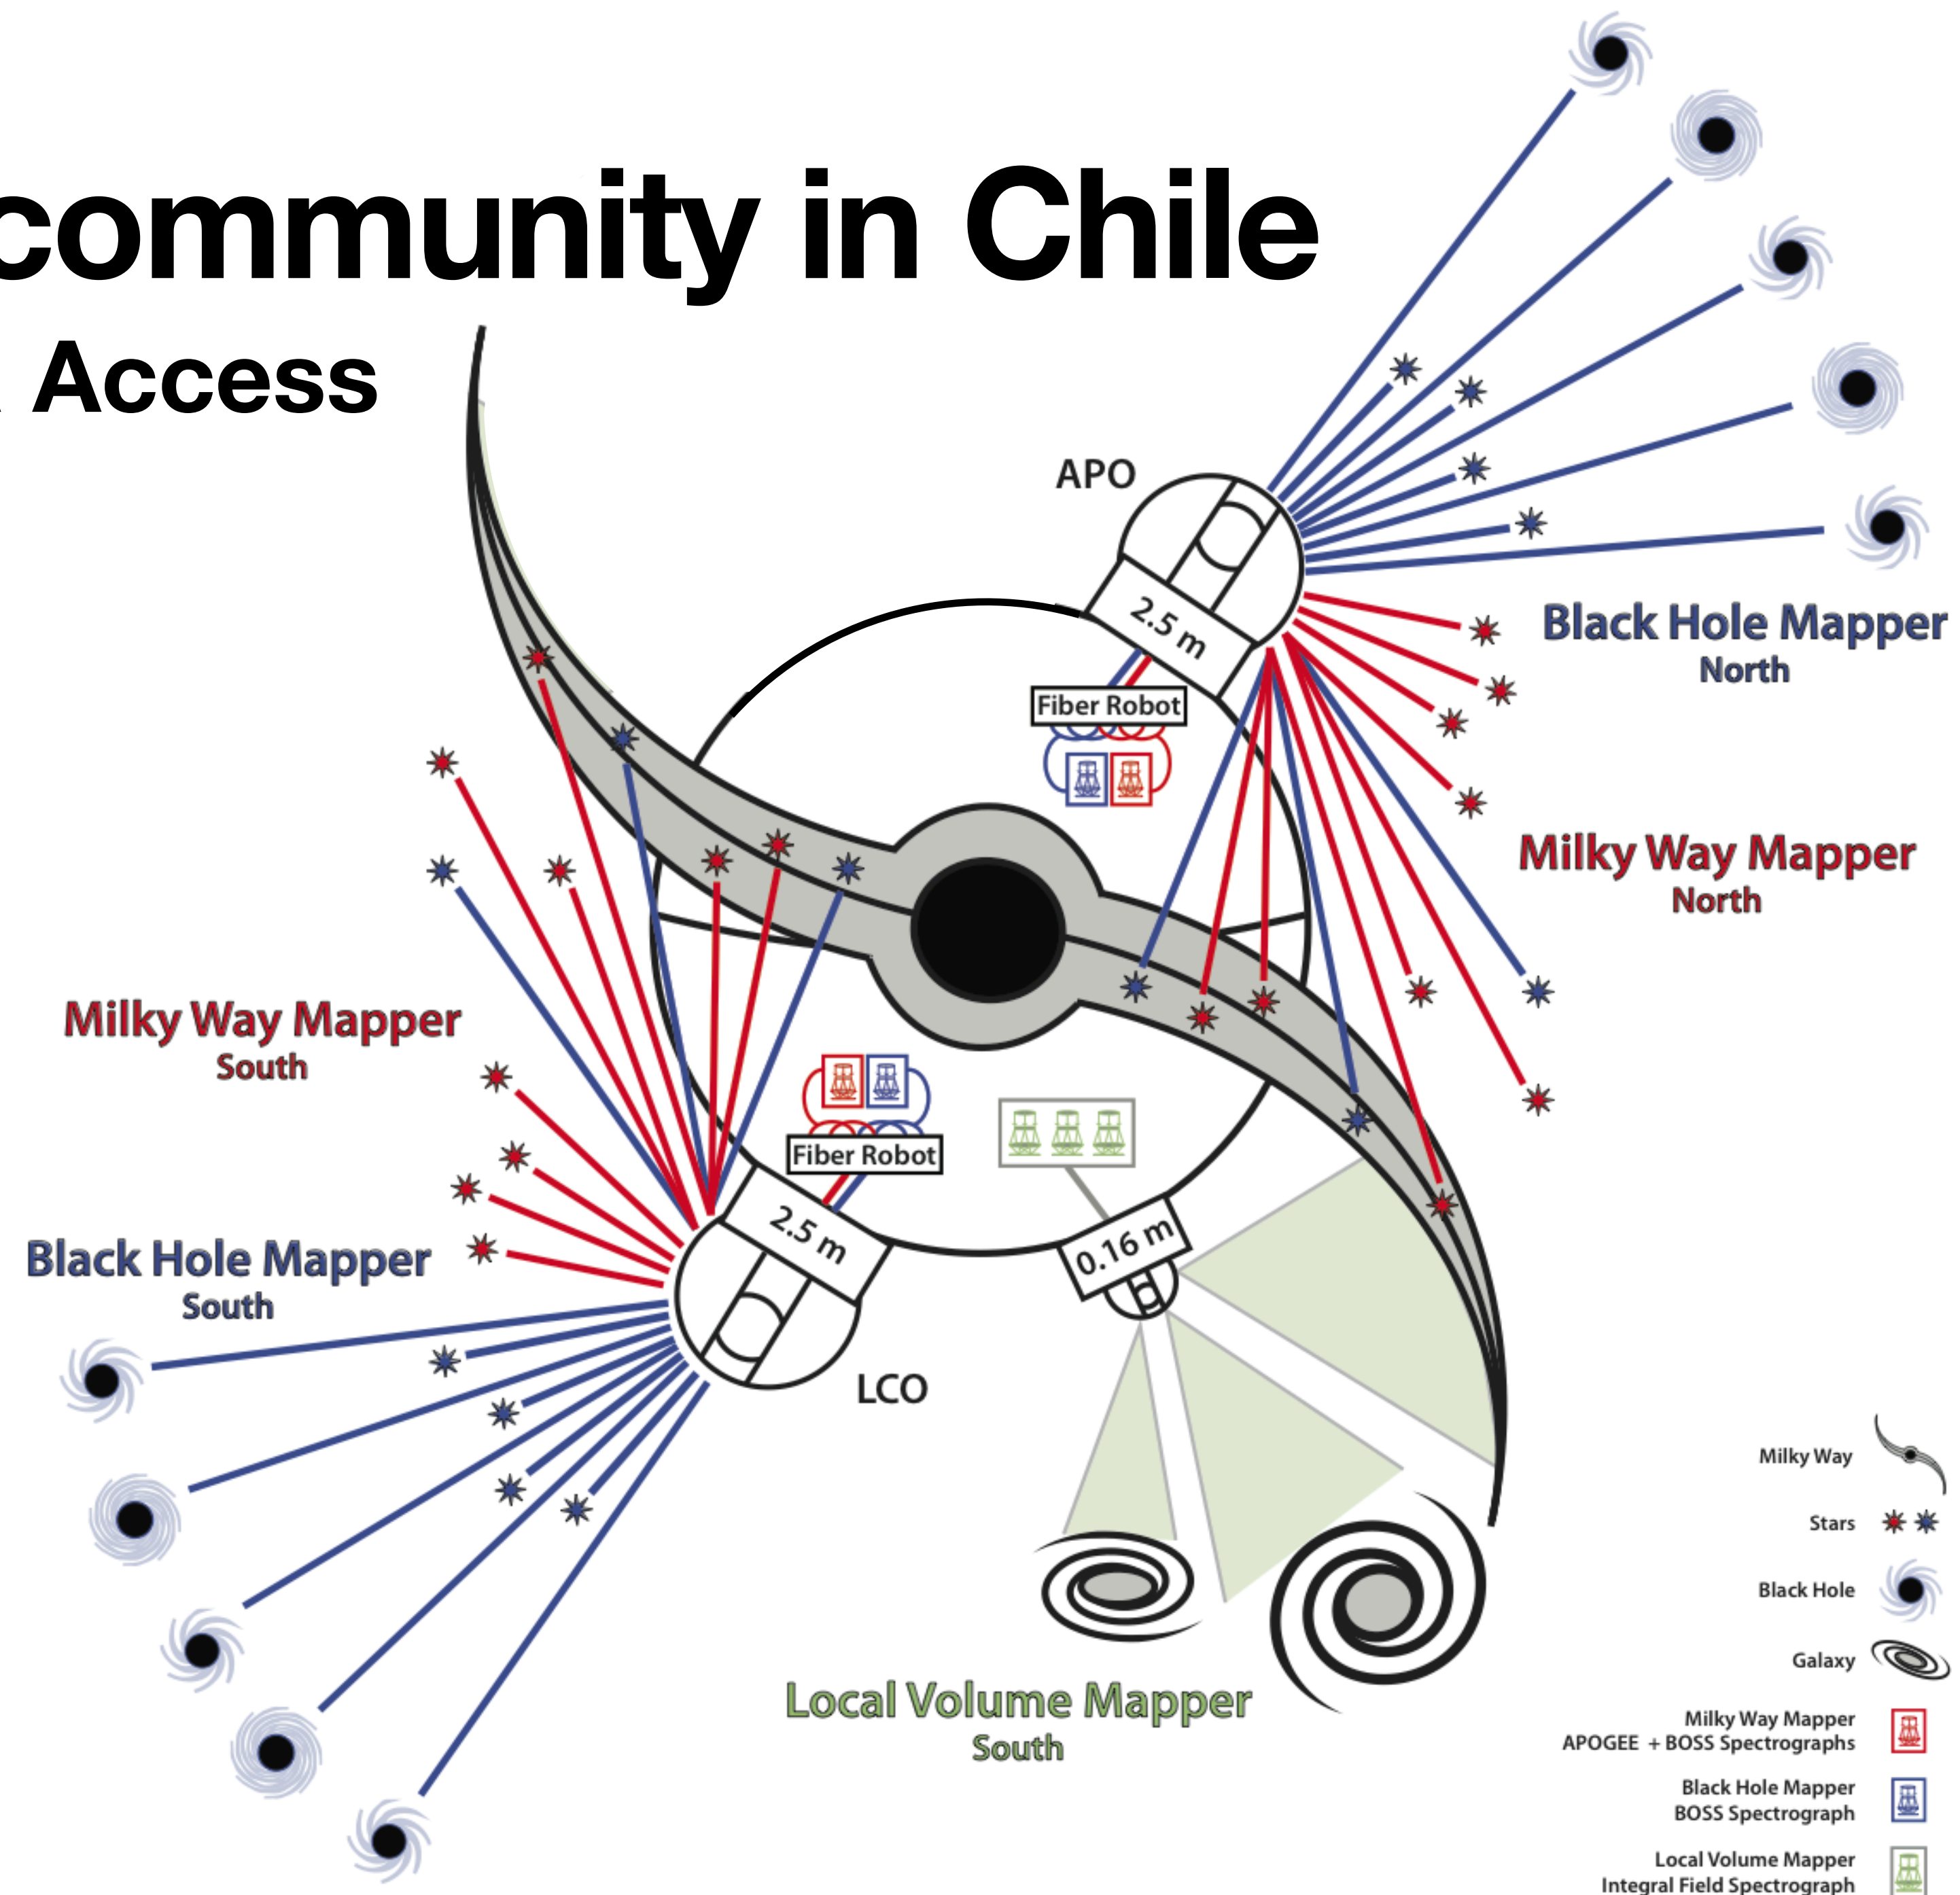 community in Chile
Access
APO
2.5 m
Fiber Robot
Black Hole Mapper
North
Milky Way Mapper
North
Milky Way Mapper
South
Fiber Robot
2.5 m
0.16 m
Black Hole Mapper
South
LCO
Local Volume Mapper
South
Milky Way
Stars
Black Hole
Galaxy
Milky Way Mapper
APOGEE + BOSS Spectrographs
Black Hole Mapper
BOSS Spectrograph
Local Volume Mapper
Integral Field Spectrograph